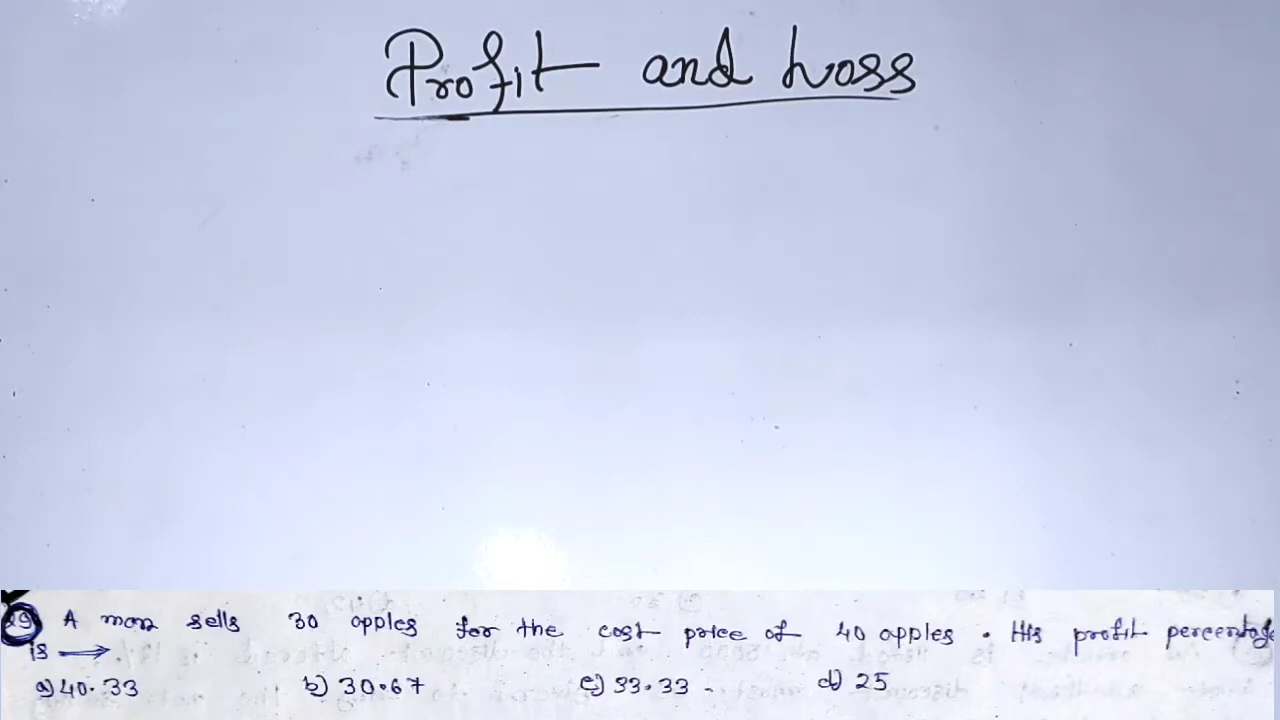 Profit and Loss
29 A man sells 30 apples for the cost price of 40 apples. His profit percentage
is →
a) 40.33 b) 30.67 c) 33.33 d) 25